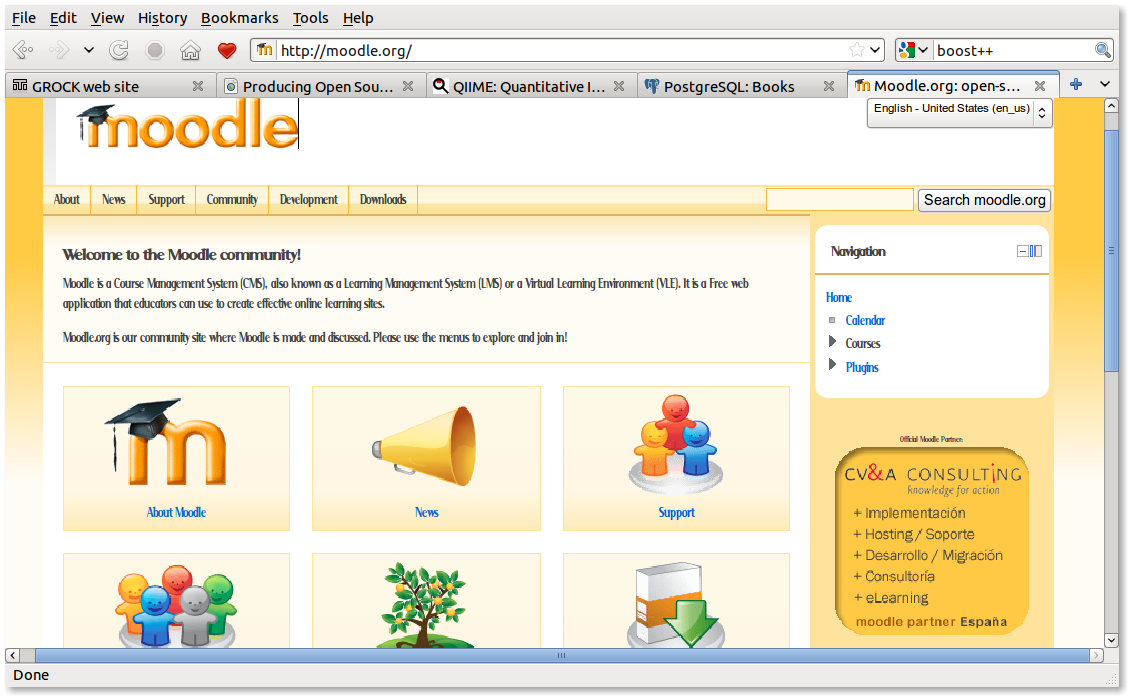 File Edit View History Bookmarks Tools Help
http://moodle.org/
boost++
GROCK web site
Producing Open Sou...
QIIME: Quantitative I...
PostgreSQL: Books
Moodle.org: open-s...
moodle
English - United States (en_us)
About News Support Community Development Downloads
Search moodle.org
Welcome to the Moodle community!
Moodle is a Course Management System (CMS), also known as a Learning Management System (LMS) or a Virtual Learning Environment (VLE). It is a Free web
application that educators can use to create effective online learning sites.
Moodle.org is our community site where Moodle is made and discussed. Please use the menus to explore and join in!
m
About Moodle
News
Support
Navigation
Home
Calendar
Courses
Plugins
Official Moodle Partner:
CV&A CONSULTING
Knowledge for action
+ Implementación
+ Hosting / Soporte
+ Desarrollo / Migración
+ Consultoría
+ eLearning
moodle partner España
Done